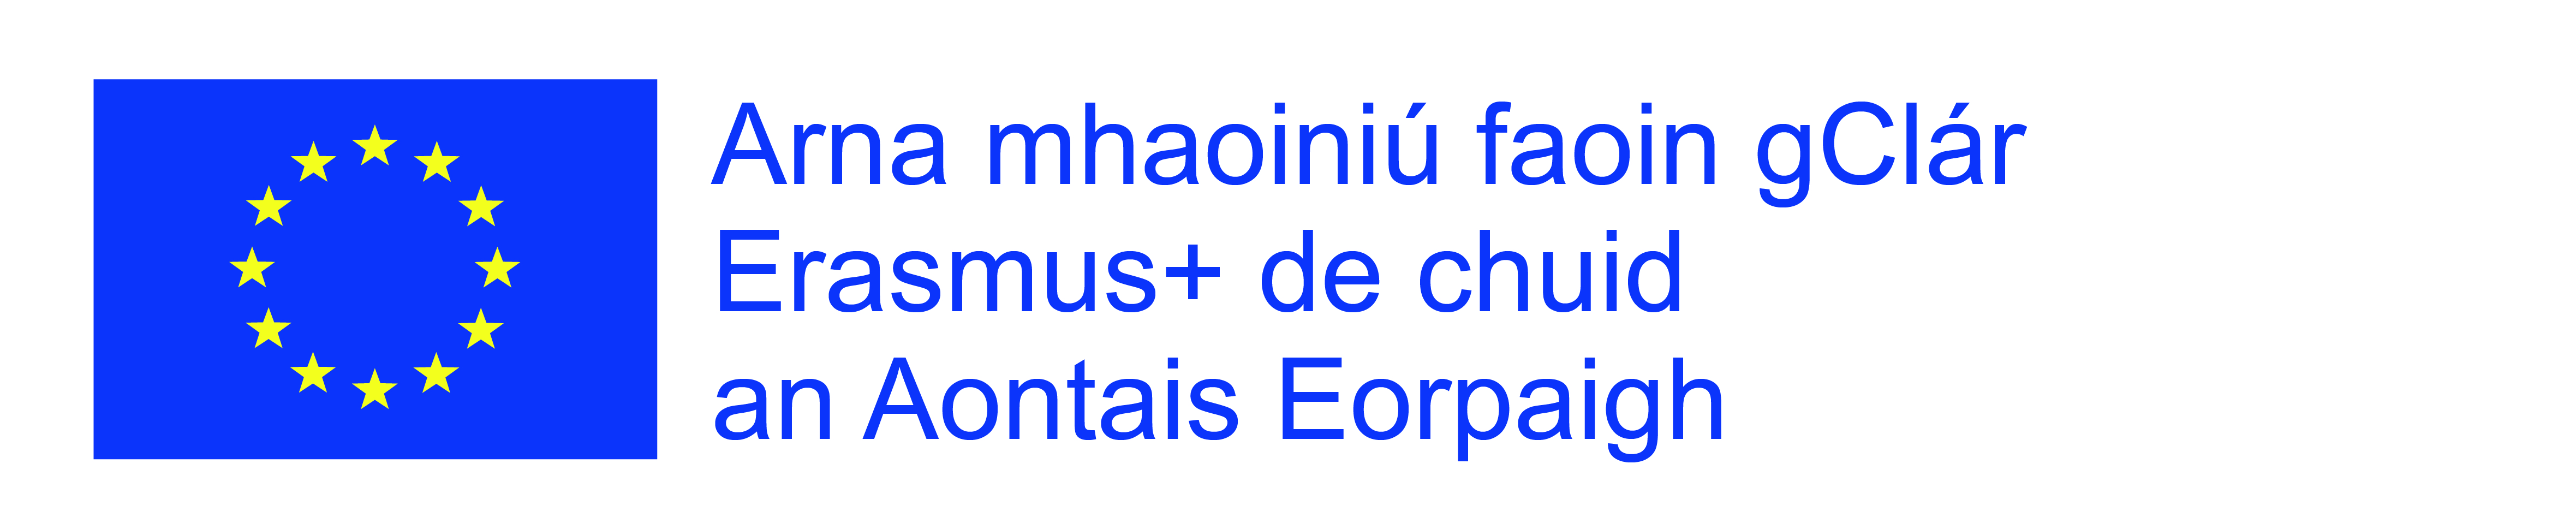 Arna mhaoiniú faoin gClár
Erasmus+ de chuid
an Aontais Eorpaigh